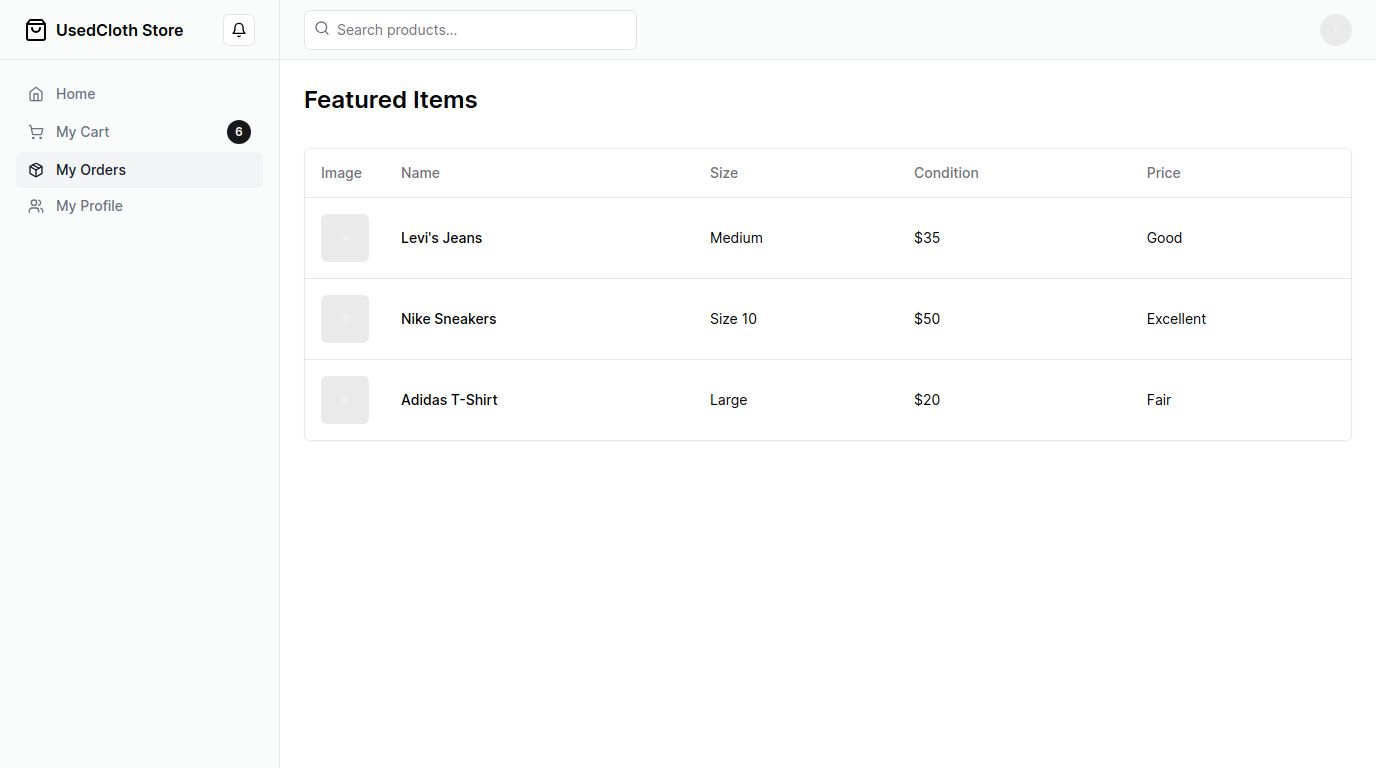 UsedCloth Store
Search products...
Home
My Cart 6
My Orders
My Profile
Featured Items
Image Name Size Condition Price
Levi's Jeans Medium $35 Good
Nike Sneakers Size 10 $50 Excellent
Adidas T-Shirt Large $20 Fair